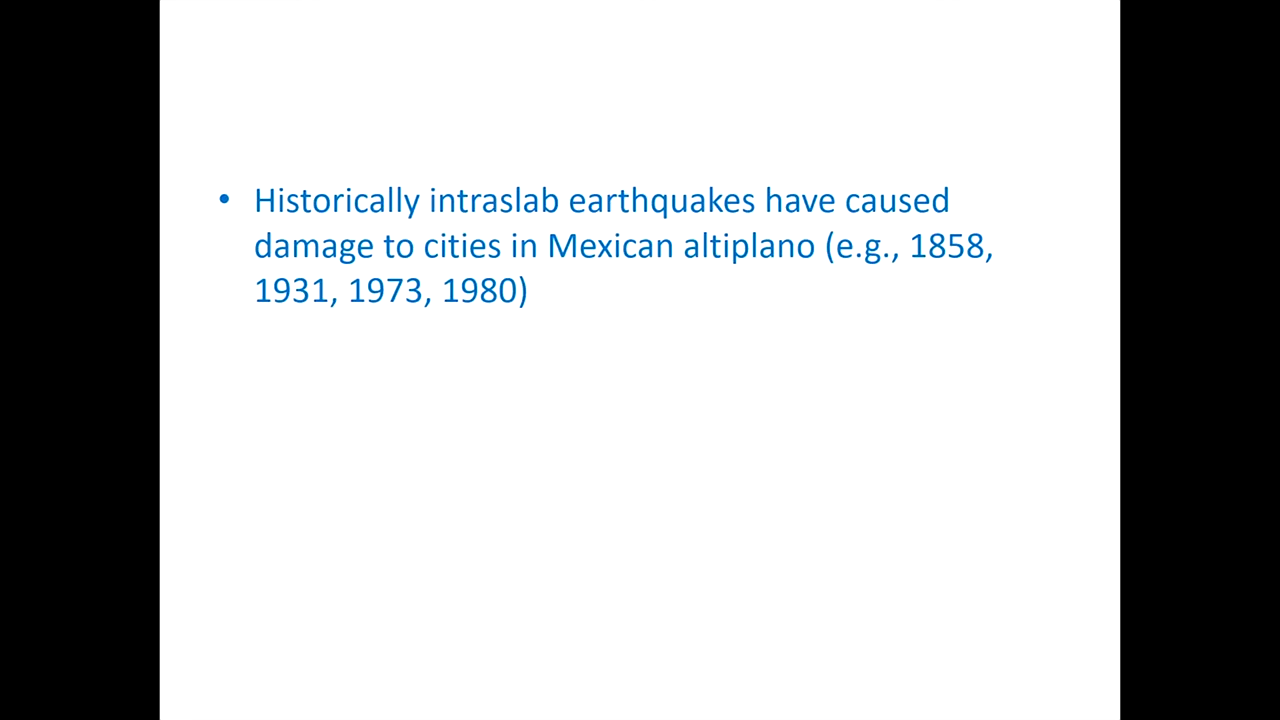 • Historically intraslab earthquakes have caused
damage to cities in Mexican altiplano (e.g., 1858,
1931, 1973, 1980)